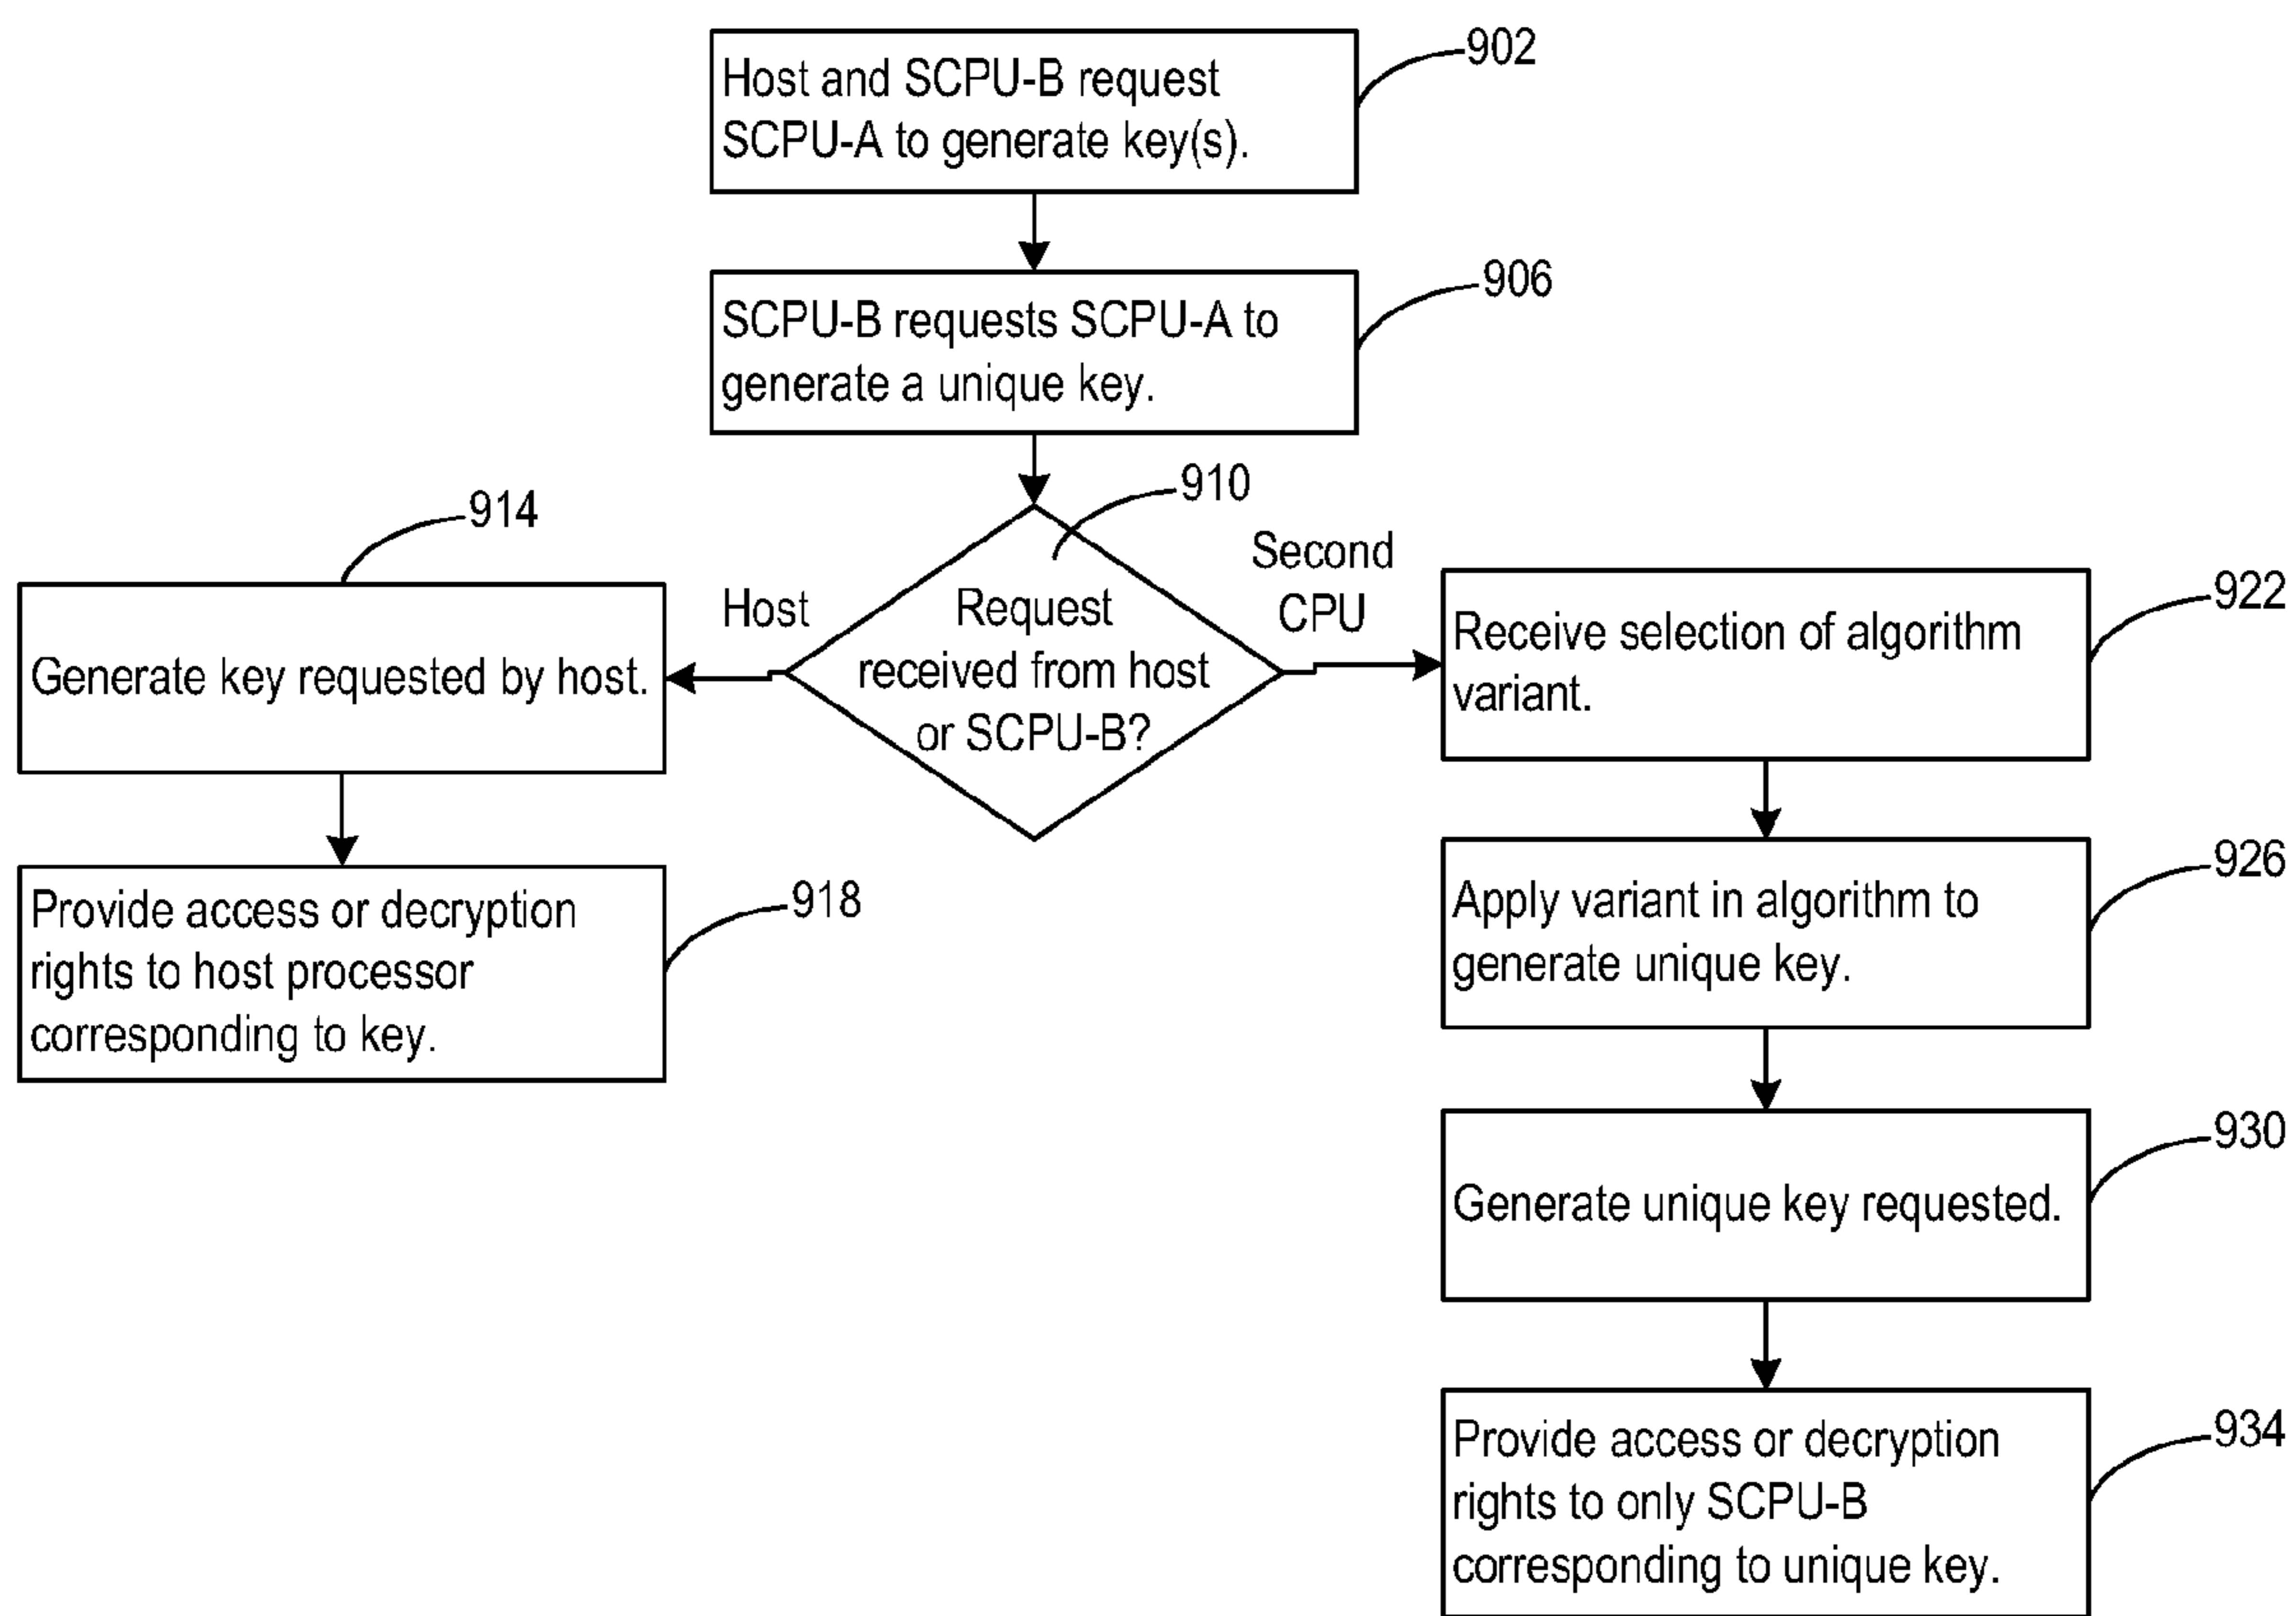 Host and SCPU-B request
SCPU-A to generate key(s).
902
SCPU-B requests SCPU-A to
generate a unique key.
906
910
Request
received from host
or SCPU-B?
Host
Second
CPU
914
Generate key requested by host.
Provide access or decryption
rights to host processor
corresponding to key.
918
Receive selection of algorithm
variant.
922
Apply variant in algorithm to
generate unique key.
926
Generate unique key requested.
930
Provide access or decryption
rights to only SCPU-B
corresponding to unique key.
934